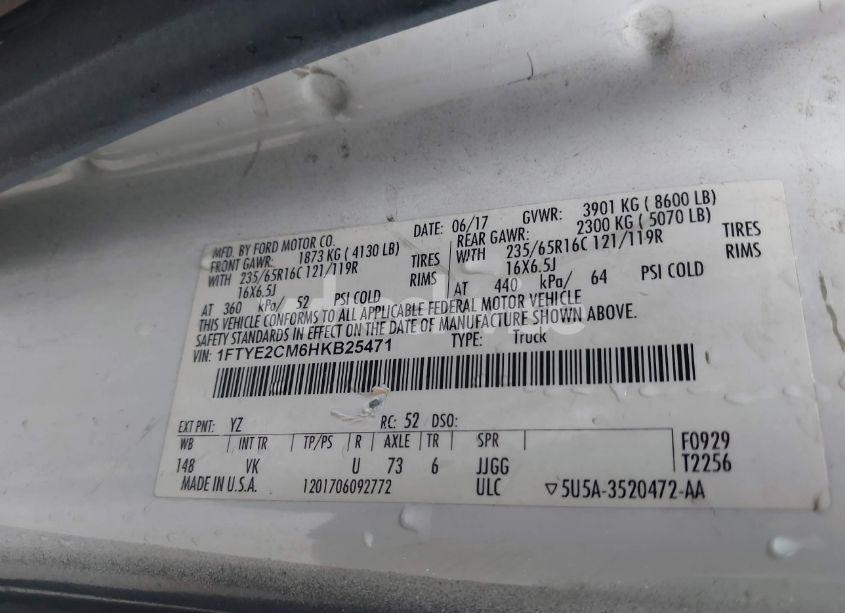 MFD. BY FORD MOTOR CO. DATE: 06/17 GVWR: 3901 KG ( 8600 LB)
FRONT GAWR: 1873 KG ( 4130 LB) REAR GAWR: 2300 KG ( 5070 LB)
WITH 235/65R16C 121/119R TIRES WITH 235/65R16C 121/119R TIRES
16X6.5J RIMS 16X6.5J RIMS
AT 360 kPa/ 52 PSI COLD AT 440 kPa/ 64 PSI COLD
THIS VEHICLE CONFORMS TO ALL APPLICABLE FEDERAL MOTOR VEHICLE
SAFETY STANDARDS IN EFFECT ON THE DATE OF MANUFACTURE SHOWN ABOVE.
VIN: 1FTYE2CM6HKB25471 TYPE: Truck
EXT PNT: YZ RC: 52 DSO:
WB INT TR TP/PS R AXLE TR SPR F0929
148 VK U 73 6 JJGG T2256
MADE IN U.S.A. 1201706092772 ULC ▽5U5A-3520472-AA